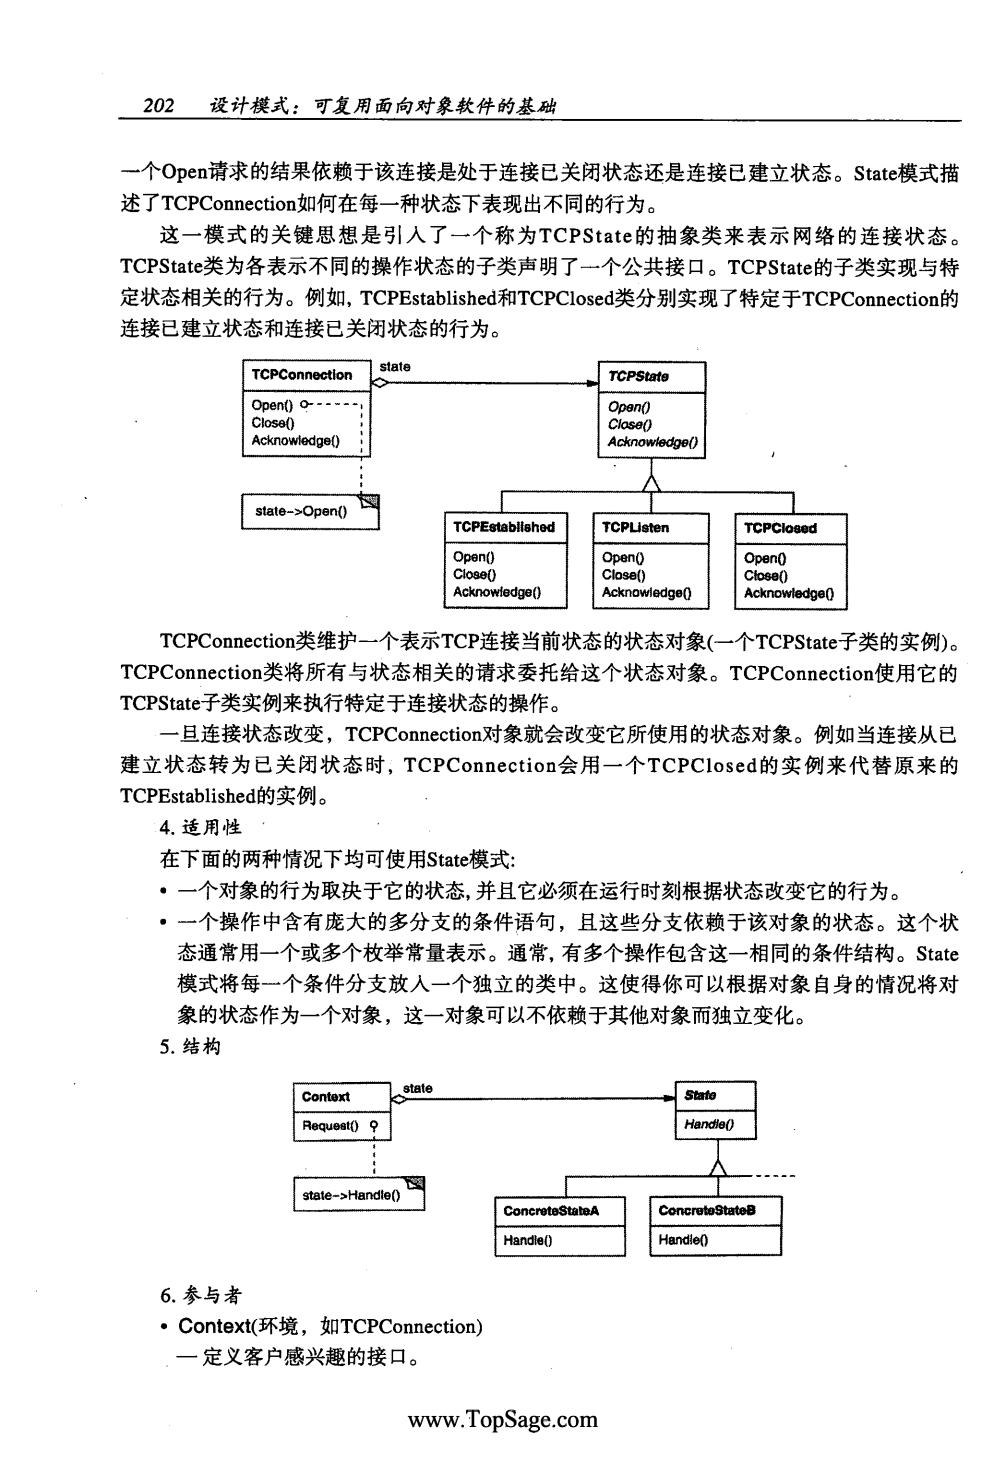 202 设计模式：可复用面向对象软件的基础
一个Open请求的结果依赖于该连接是处于连接已关闭状态还是连接已建立状态。State模式描
述了TCPConnection如何在每一种状态下表现出不同的行为。
这一模式的关键思想是引入了一个称为TCPState的抽象类来表示网络的连接状态。
TCPState类为各表示不同的操作状态的子类声明了一个公共接口。TCPState的子类实现与特
定状态相关的行为。例如, TCPEstablished和TCPClosed类分别实现了特定于TCPConnection的
连接已建立状态和连接已关闭状态的行为。
TCPConnection
state
TCPState
Open()
Close()
Acknowledge()
Open()
Close()
Acknowledge()
state->Open()
TCPEstablished
TCPListen
TCPClosed
Open()
Close()
Acknowledge()
Open()
Close()
Acknowledge()
Open()
Close()
Acknowledge()
TCPConnection类维护一个表示TCP连接当前状态的状态对象(一个TCPState子类的实例)。
TCPConnection类将所有与状态相关的请求委托给这个状态对象。TCPConnection使用它的
TCPState子类实例来执行特定于连接状态的操作。
一旦连接状态改变，TCPConnection对象就会改变它所使用的状态对象。例如当连接从已
建立状态转为已关闭状态时, TCPConnection会用一个TCPClosed的实例来代替原来的
TCPEstablished的实例。
4. 适用性
在下面的两种情况下均可使用State模式:
• 一个对象的行为取决于它的状态, 并且它必须在运行时刻根据状态改变它的行为。
• 一个操作中含有庞大的多分支的条件语句，且这些分支依赖于该对象的状态。这个状
态通常用一个或多个枚举常量表示。通常, 有多个操作包含这一相同的条件结构。State
模式将每一个条件分支放入一个独立的类中。这使得你可以根据对象自身的情况将对
象的状态作为一个对象，这一对象可以不依赖于其他对象而独立变化。
5. 结构
Context
state
State
Request()
Handle()
state->Handle()
ConcreteStateA
ConcreteStateB
Handle()
Handle()
6. 参与者
• Context(环境，如TCPConnection)
— 定义客户感兴趣的接口。
www.TopSage.com